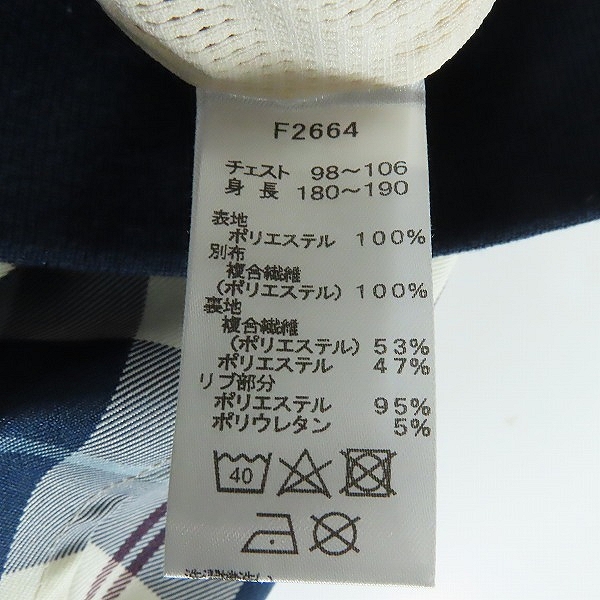 F2664
チェスト 98～106
身長 180～190
表地
ポリエステル 100%
別布
複合繊維
(ポリエステル) 100%
裏地
複合繊維
(ポリエステル) 53%
ポリエステル 47%
リブ部分
ポリエステル 95%
ポリウレタン 5%
40